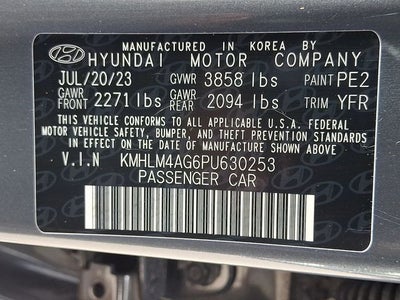 MANUFACTURED IN KOREA BY
HYUNDAI MOTOR COMPANY
JUL/20/23 GVWR 3858 lbs PAINT PE2
GAWR FRONT 2271 lbs GAWR REAR 2094 lbs TRIM YFR
THIS VEHICLE CONFORMS TO ALL APPLICABLE U.S.A. FEDERAL
MOTOR VEHICLE SAFETY, BUMPER, AND THEFT PREVENTION STANDARDS
IN EFFECT ON THE DATE OF MANUFACTURE SHOWN ABOVE.
V.I.N KMHLM4AG6PU630253
PASSENGER CAR